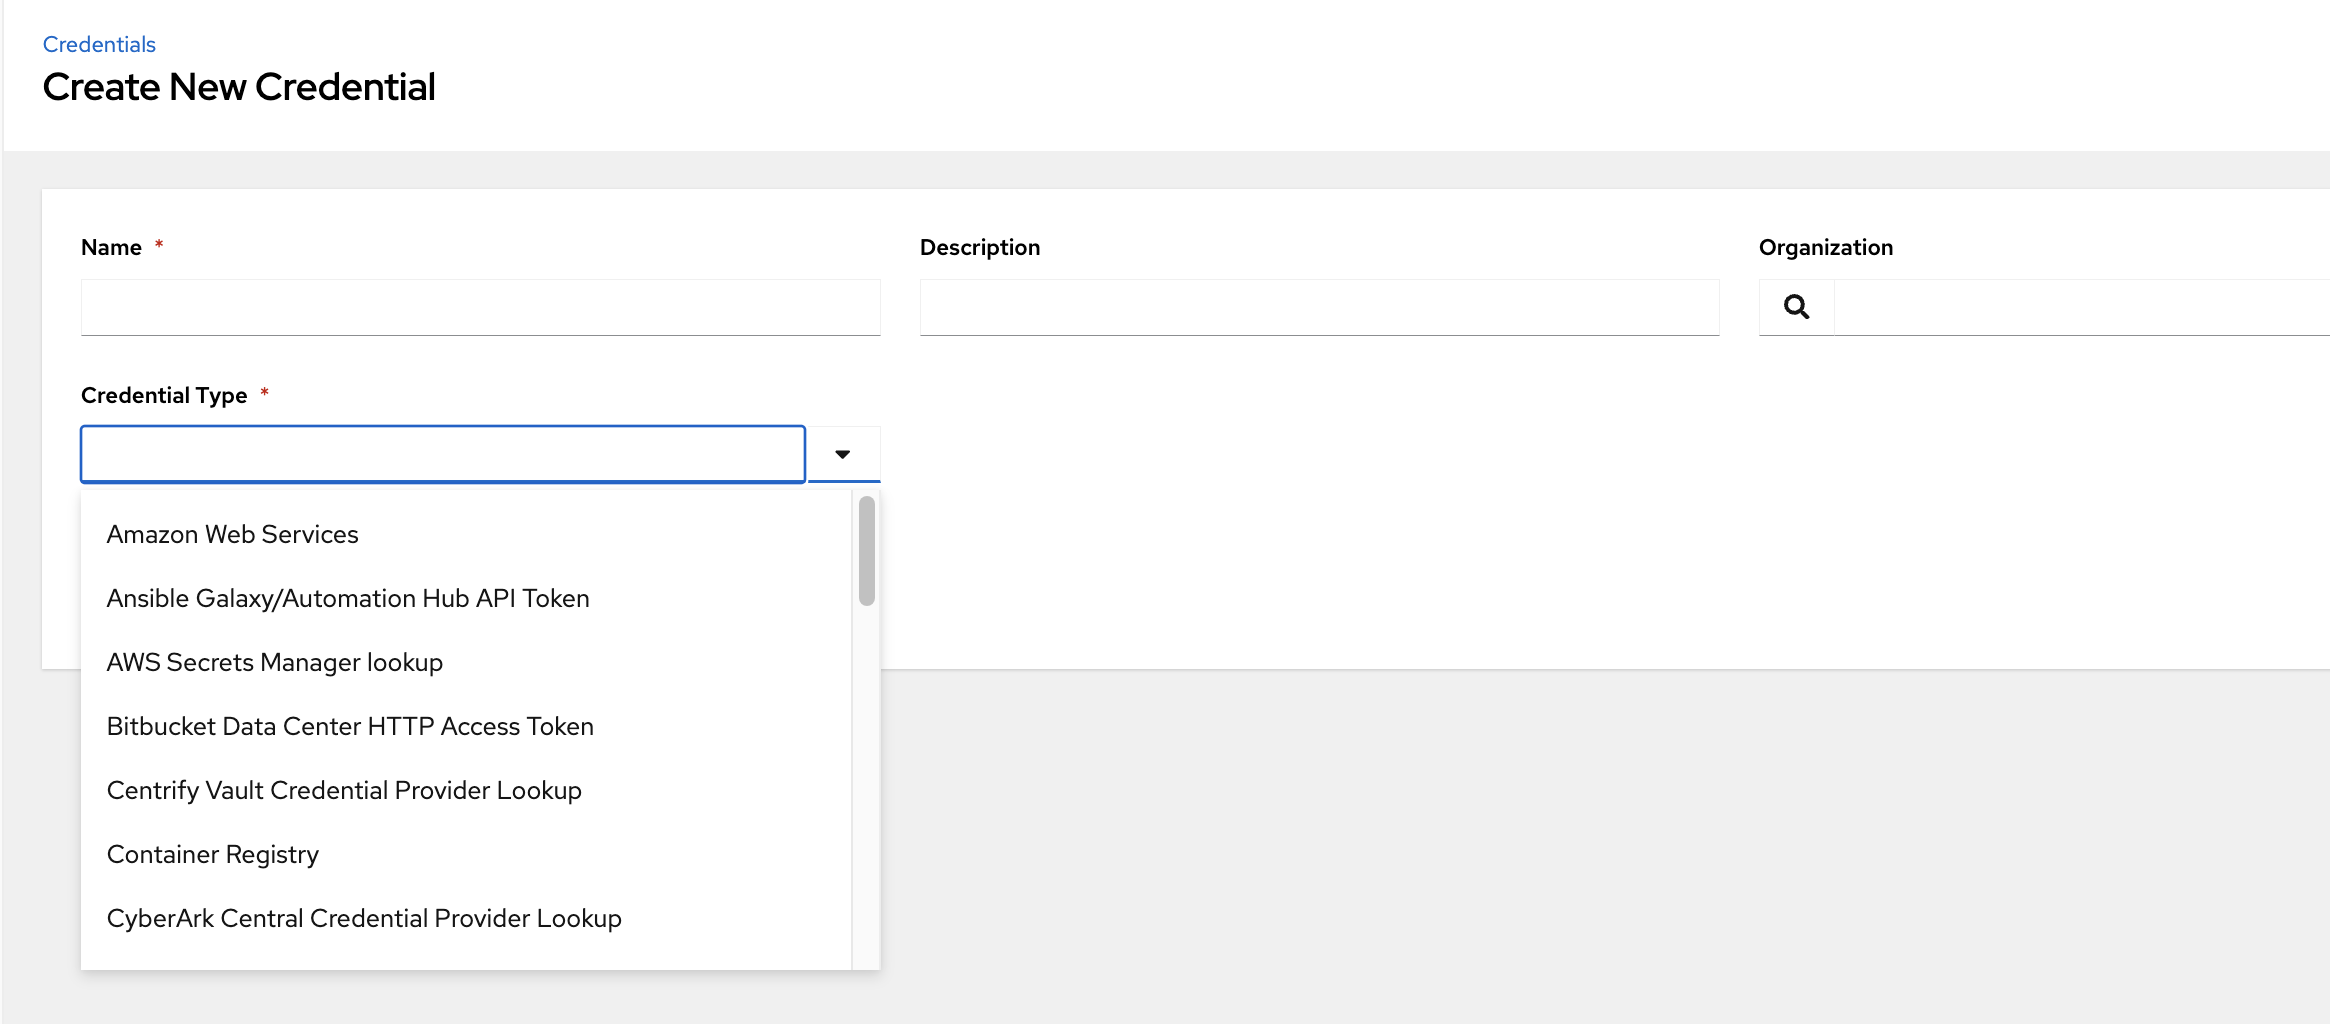 Credentials
Create New Credential
Name *
Description
Organization
Credential Type *
Amazon Web Services
Ansible Galaxy/Automation Hub API Token
AWS Secrets Manager lookup
Bitbucket Data Center HTTP Access Token
Centrify Vault Credential Provider Lookup
Container Registry
CyberArk Central Credential Provider Lookup